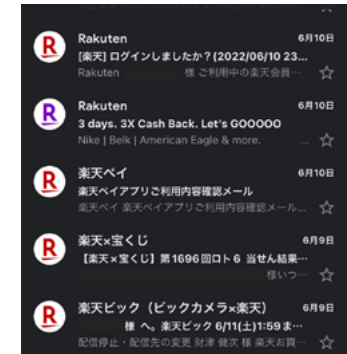 Rakuten 6月10日
[楽天] ログインしましたか？(2022/06/10 23...
Rakuten 様 ご利用中の楽天会員…
Rakuten 6月10日
3 days. 3X Cash Back. Let's GOOOOO
Nike | Belk | American Eagle & more. ...
楽天ペイ 6月10日
楽天ペイアプリご利用内容確認メール
楽天ペイ 楽天ペイアプリご利用内容確認メール...
楽天×宝くじ 6月9日
【楽天×宝くじ】第1696回ロト6 当せん結果…
様いつ…
楽天ビック（ビックカメラ×楽天） 6月9日
様 へ。楽天ビック 6/11(土)1:59ま…
配信停止・配信先の変更 財津 健次 様 楽天お買…